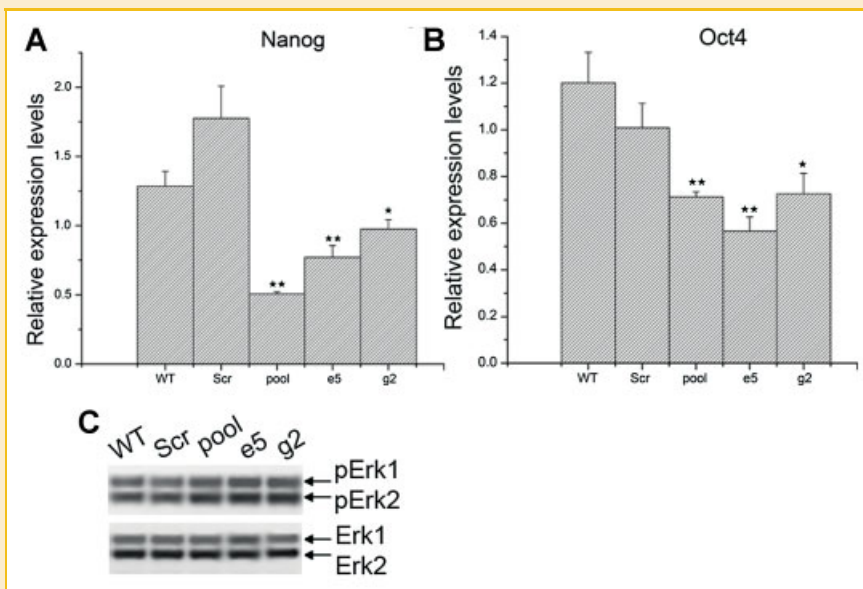 A
Nanog
Relative expression levels
2.0
1.5
1.0
0.5
0.0
**
**
*
WT Scr pool e5 g2
B
Oct4
Relative expression levels
1.4
1.2
1.0
0.8
0.6
0.4
0.2
0.0
**
**
*
WT Scr pool e5 g2
C
WT Scr pool e5 g2
pErk1
pErk2
Erk1
Erk2